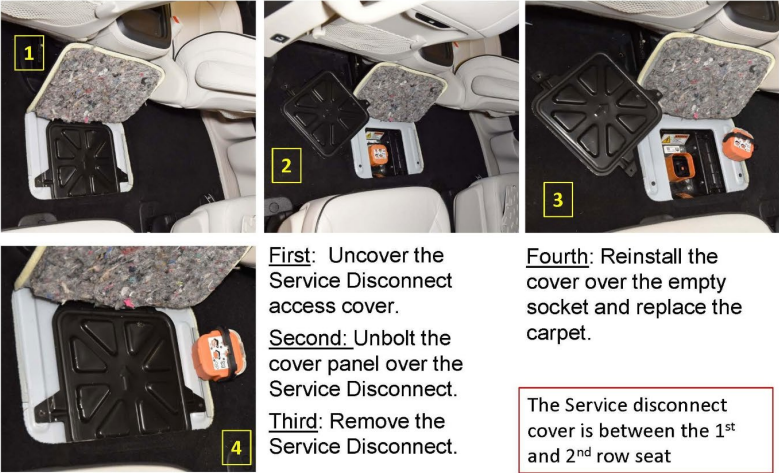 1
2
3
4
First: Uncover the
Service Disconnect
access cover.
Second: Unbolt the
cover panel over the
Service Disconnect.
Third: Remove the
Service Disconnect.
Fourth: Reinstall the
cover over the empty
socket and replace the
carpet.
The Service disconnect
cover is between the 1st
and 2nd row seat